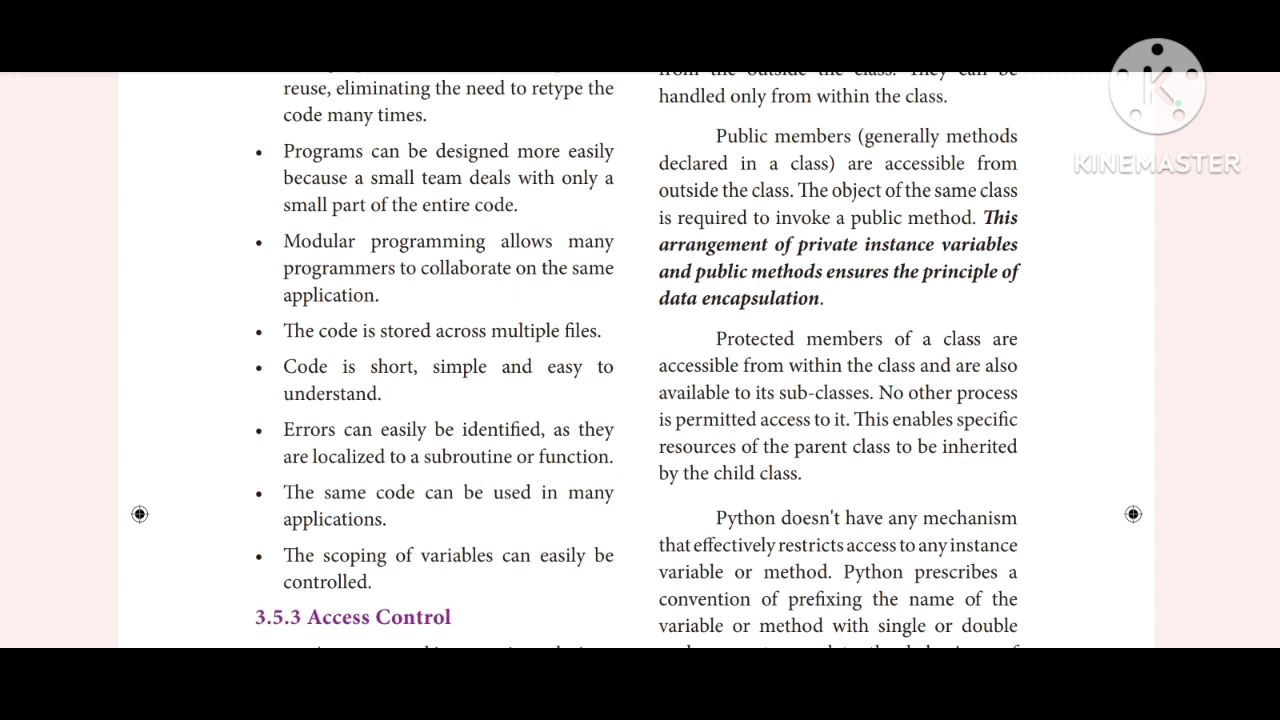 reuse, eliminating the need to retype the
code many times.
• Programs can be designed more easily
because a small team deals with only a
small part of the entire code.
• Modular programming allows many
programmers to collaborate on the same
application.
• The code is stored across multiple files.
• Code is short, simple and easy to
understand.
• Errors can easily be identified, as they
are localized to a subroutine or function.
• The same code can be used in many
applications.
• The scoping of variables can easily be
controlled.
3.5.3 Access Control
from the outside the class. They can be
handled only from within the class.
Public members (generally methods
declared in a class) are accessible from
outside the class. The object of the same class
is required to invoke a public method. This
arrangement of private instance variables
and public methods ensures the principle of
data encapsulation.
Protected members of a class are
accessible from within the class and are also
available to its sub-classes. No other process
is permitted access to it. This enables specific
resources of the parent class to be inherited
by the child class.
Python doesn't have any mechanism
that effectively restricts access to any instance
variable or method. Python prescribes a
convention of prefixing the name of the
variable or method with single or double
K
KINEMASTER